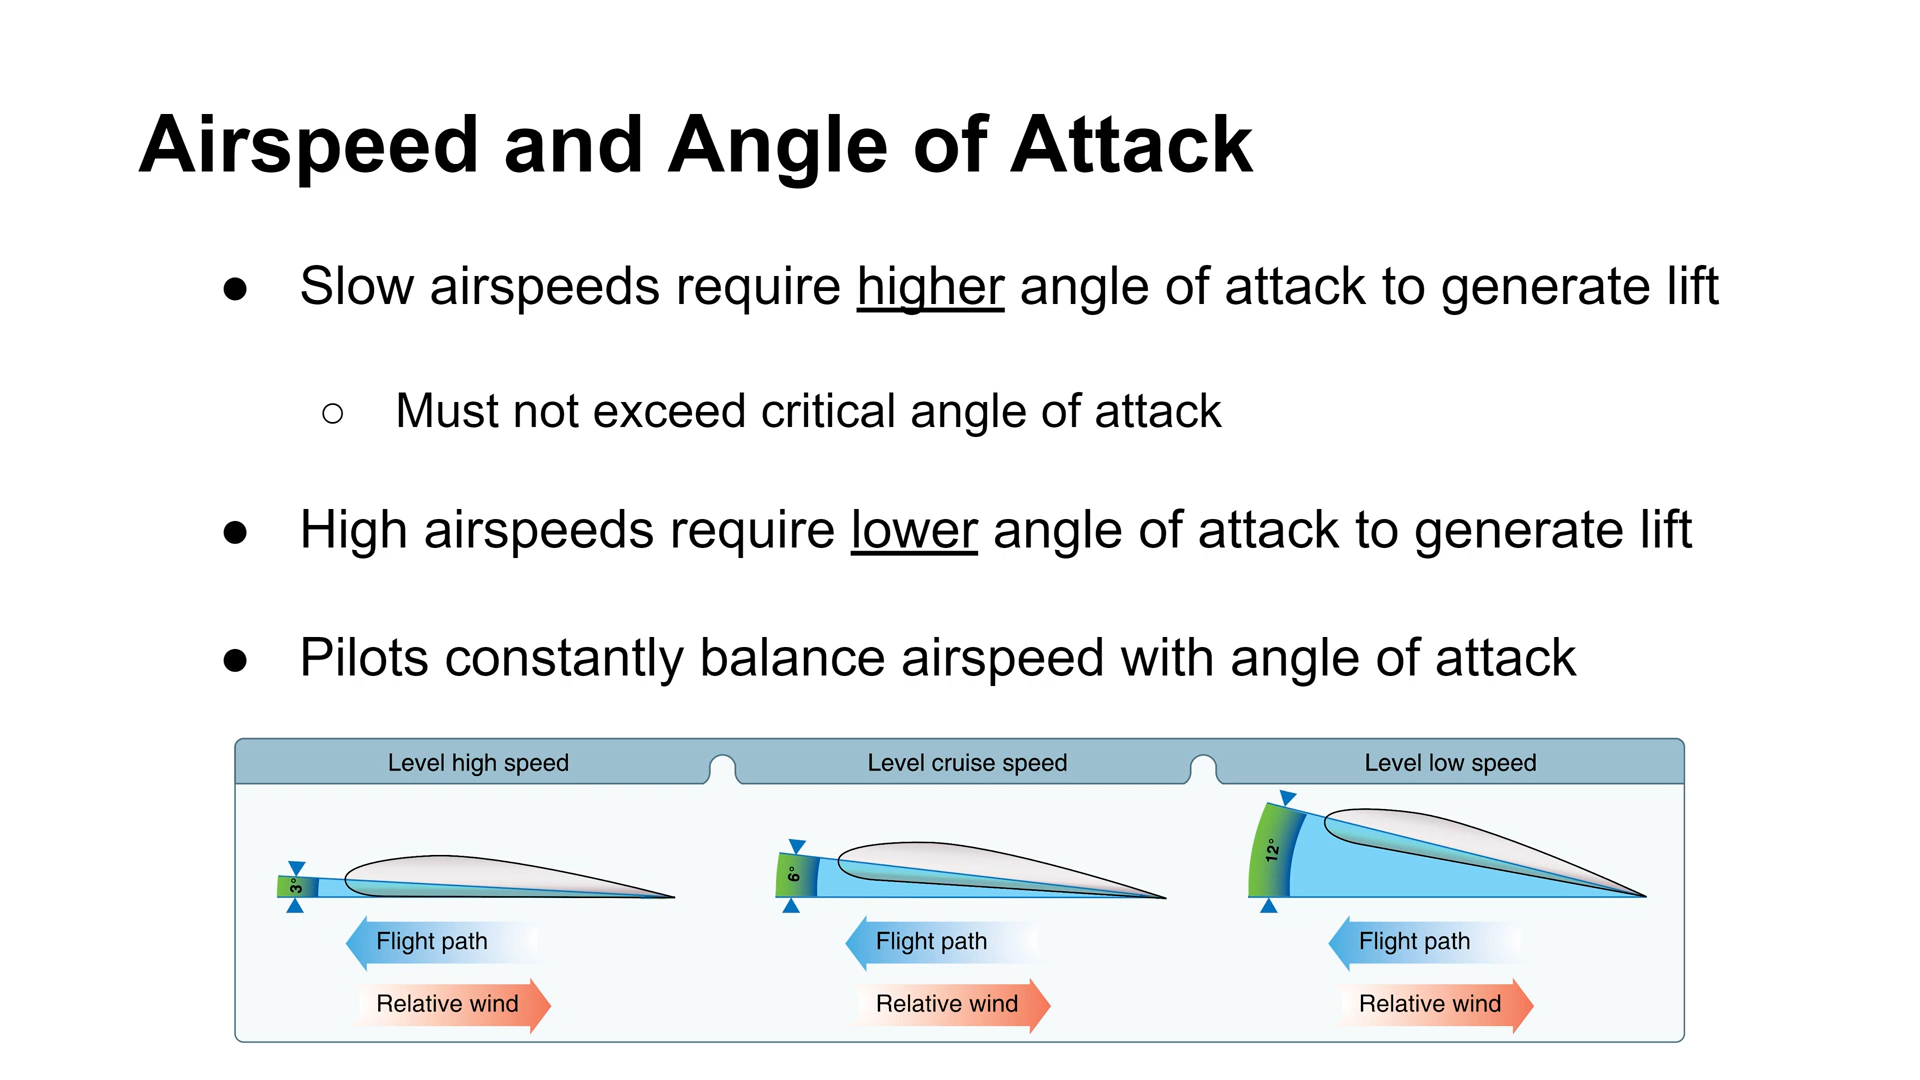 Airspeed and Angle of Attack
● Slow airspeeds require higher angle of attack to generate lift
○ Must not exceed critical angle of attack
● High airspeeds require lower angle of attack to generate lift
● Pilots constantly balance airspeed with angle of attack
Level high speed
3°
Flight path
Relative wind
Level cruise speed
6°
Flight path
Relative wind
Level low speed
12°
Flight path
Relative wind